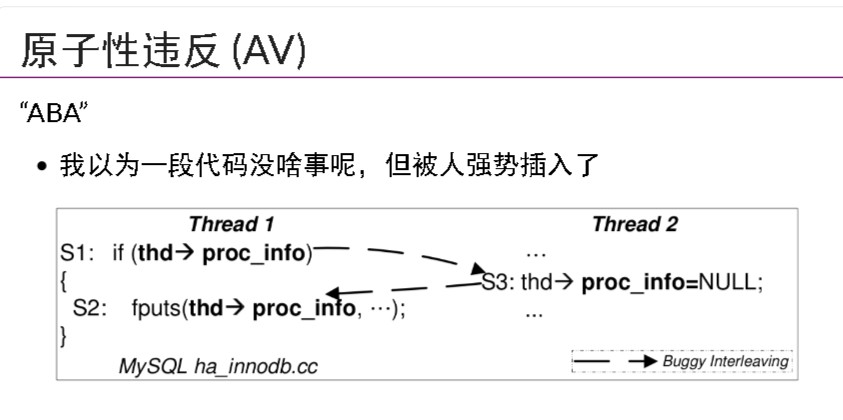 原子性违反 (AV)
“ABA”
• 我以为一段代码没啥事呢，但被人强势插入了
Thread 1
Thread 2
S1: if (thd→ proc_info)
...
{
S3: thd→ proc_info=NULL;
S2: fputs(thd→ proc_info, ...);
...
}
MySQL ha_innodb.cc
Buggy Interleaving